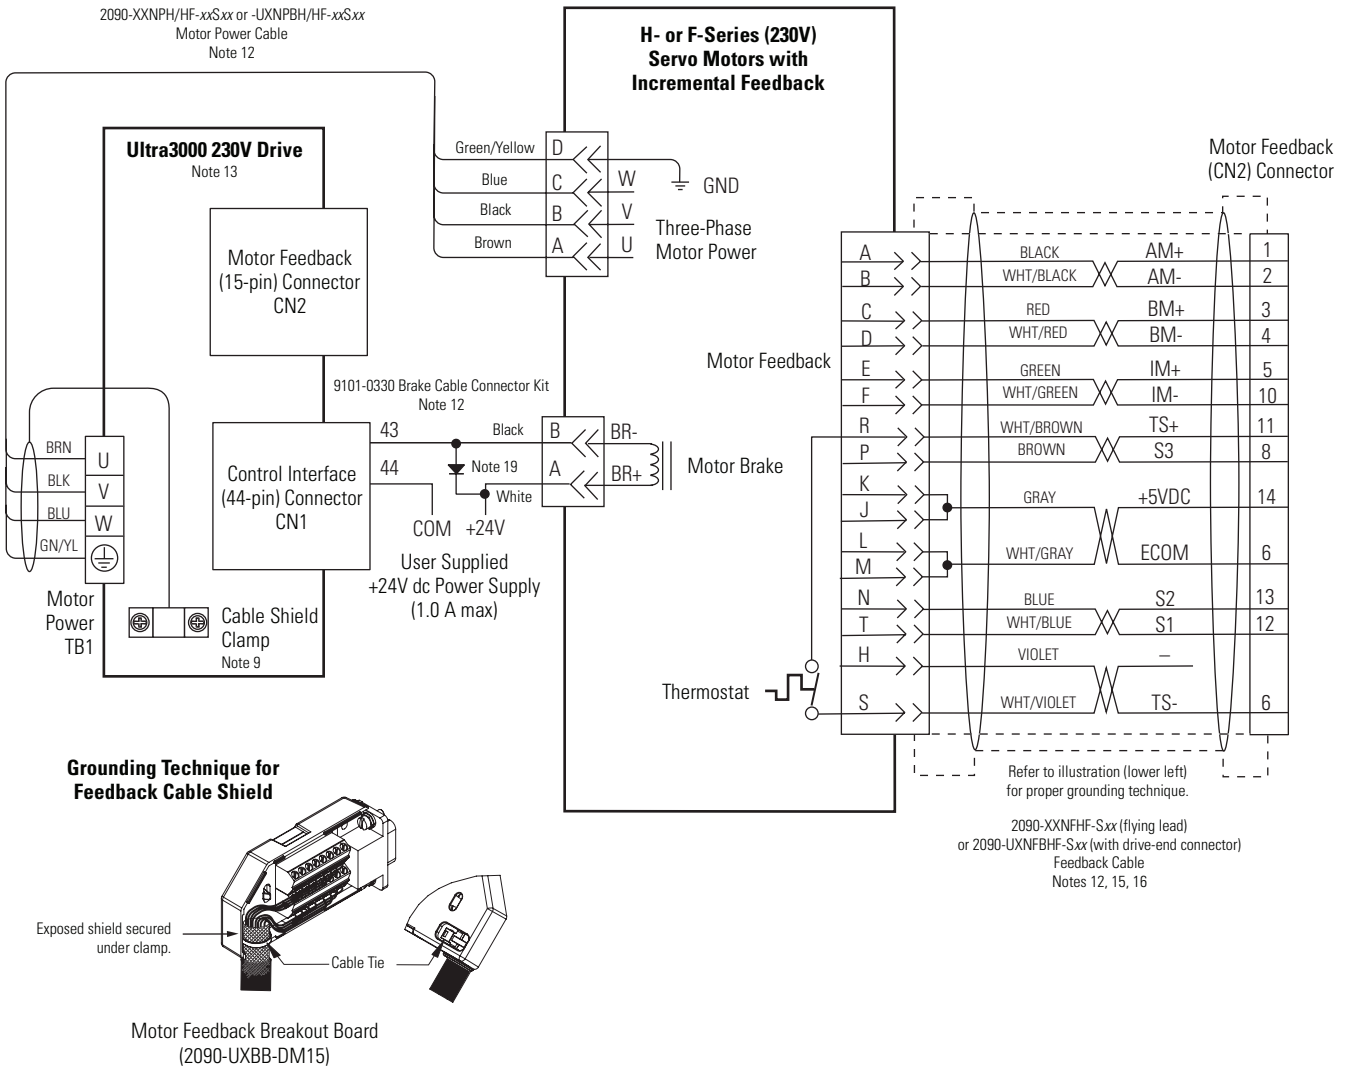 2090-XXNPH/HF-xxSxx or -UXNPBH/HF-xxSxx
Motor Power Cable
Note 12
H- or F-Series (230V)
Servo Motors with
Incremental Feedback
Ultra3000 230V Drive
Note 13
Motor Feedback
(15-pin) Connector
CN2
Green/Yellow D
Blue C W
Black B V
Brown A U
GND
Three-Phase
Motor Power
Motor Feedback
(CN2) Connector
Motor Feedback
A BLACK AM+ 1
B WHT/BLACK AM- 2
C RED BM+ 3
D WHT/RED BM- 4
E GREEN IM+ 5
F WHT/GREEN IM- 10
R WHT/BROWN TS+ 11
P BROWN S3 8
K
J GRAY +5VDC 14
L
M WHT/GRAY ECOM 6
N BLUE S2 13
T WHT/BLUE S1 12
H VIOLET –
S WHT/VIOLET TS- 6
9101-0330 Brake Cable Connector Kit
Note 12
Control Interface
(44-pin) Connector
CN1
43 Black B BR-
44 Note 19 A BR+
White
Motor Brake
COM +24V
User Supplied
+24V dc Power Supply
(1.0 A max)
BRN U
BLK V
BLU W
GN/YL
Motor
Power
TB1
Cable Shield
Clamp
Note 9
Thermostat
Refer to illustration (lower left)
for proper grounding technique.
2090-XXNFHF-Sxx (flying lead)
or 2090-UXNFBHF-Sxx (with drive-end connector)
Feedback Cable
Notes 12, 15, 16
Grounding Technique for
Feedback Cable Shield
Exposed shield secured
under clamp.
Cable Tie
Motor Feedback Breakout Board
(2090-UXBB-DM15)